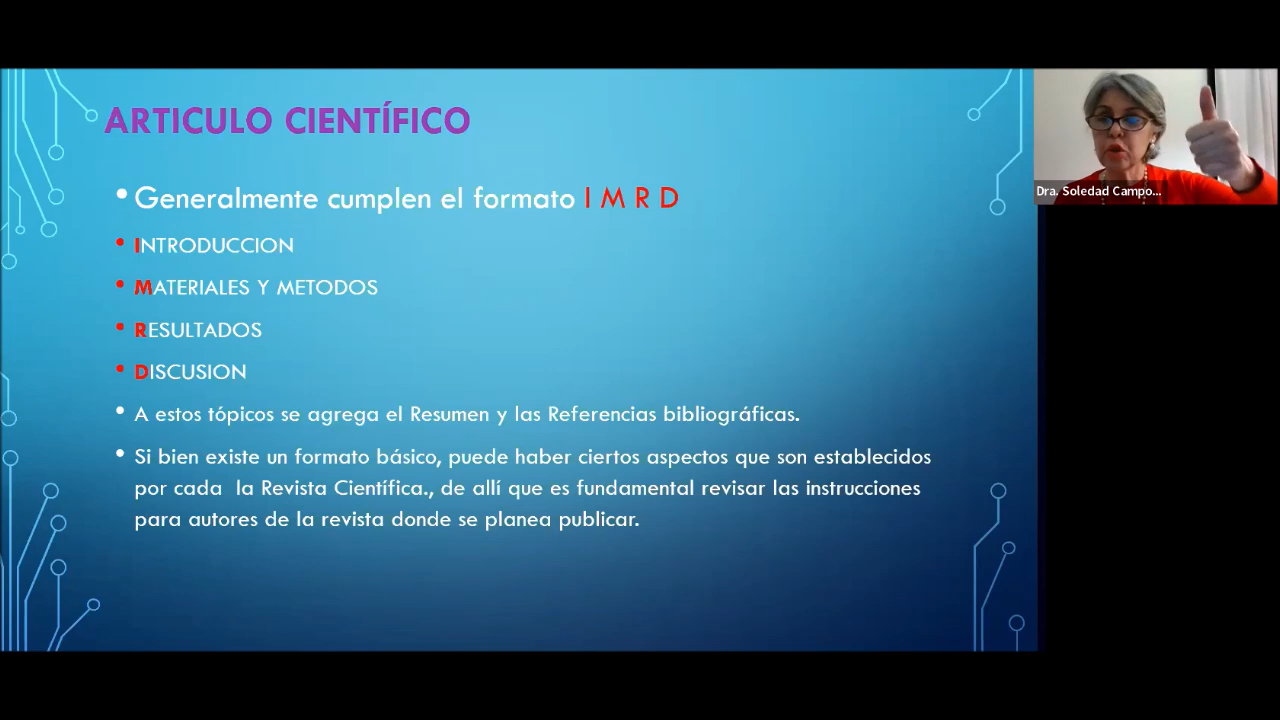 ARTICULO CIENTÍFICO
• Generalmente cumplen el formato I M R D
• INTRODUCCION
• MATERIALES Y METODOS
• RESULTADOS
• DISCUSION
• A estos tópicos se agrega el Resumen y las Referencias bibliográficas.
• Si bien existe un formato básico, puede haber ciertos aspectos que son establecidos
por cada  la Revista Científica., de allí que es fundamental revisar las instrucciones
para autores de la revista donde se planea publicar.
Dra. Soledad Campo...